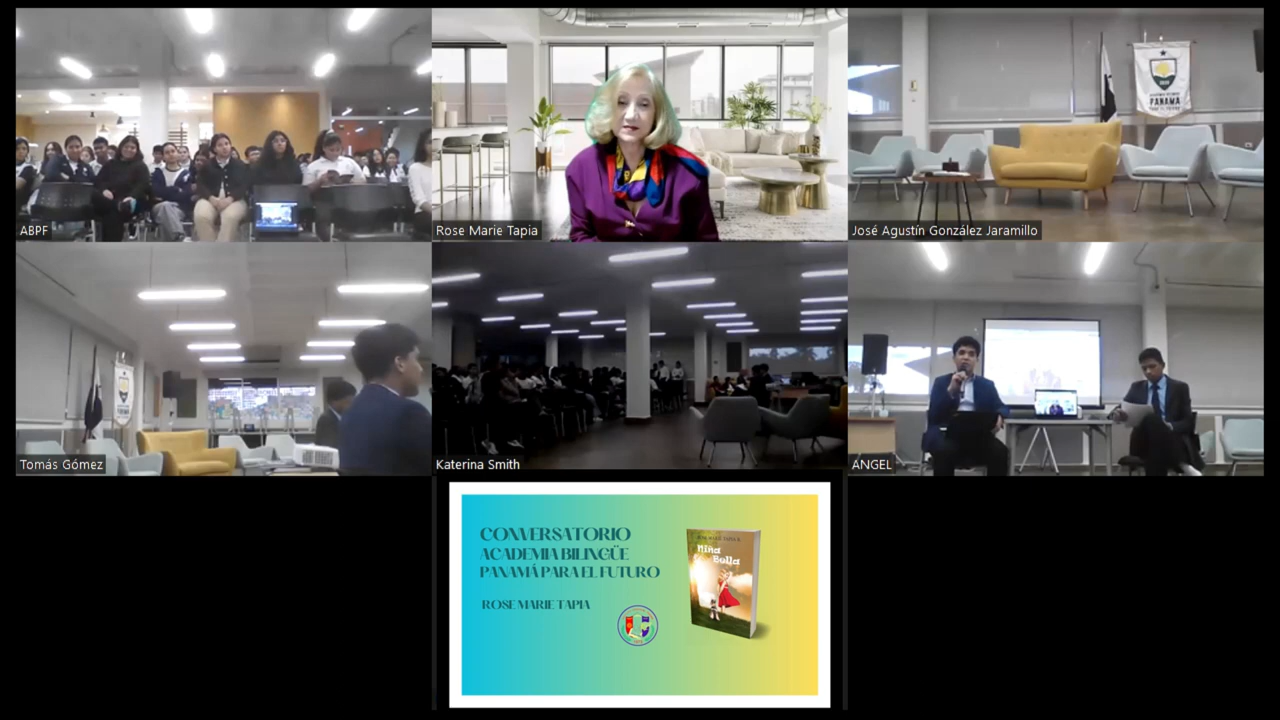 ABPF
Rose Marie Tapia
PANAMÁ
José Agustín González Jaramillo
Tomás Gómez
Katerina Smith
ANGEL
CONVERSATORIO
ACADEMIA BILINGÜE
PANAMÁ PARA EL FUTURO
ROSE MARIE TAPIA
Niña
Bella